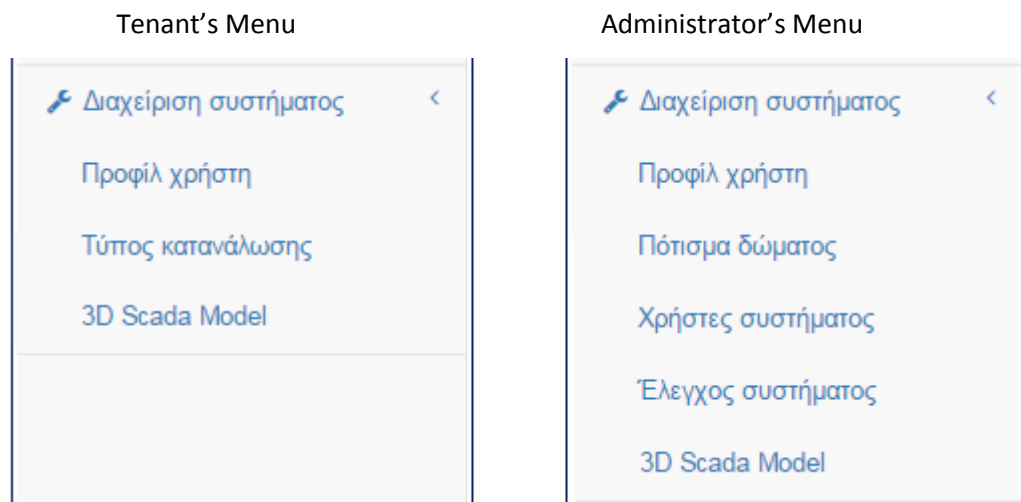 Tenant’s Menu
Διαχείριση συστήματος
Προφίλ χρήστη
Τύπος κατανάλωσης
3D Scada Model
Administrator’s Menu
Διαχείριση συστήματος
Προφίλ χρήστη
Πότισμα δώματος
Χρήστες συστήματος
Έλεγχος συστήματος
3D Scada Model